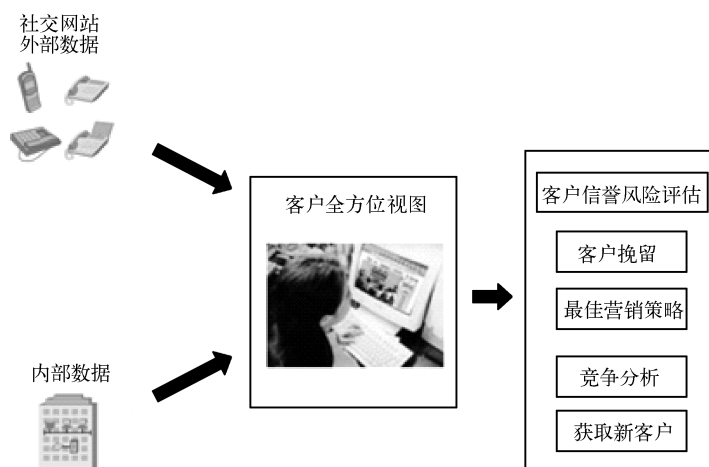 社交网站
外部数据
内部数据
客户全方位视图
客户信誉风险评估
客户挽留
最佳营销策略
竞争分析
获取新客户